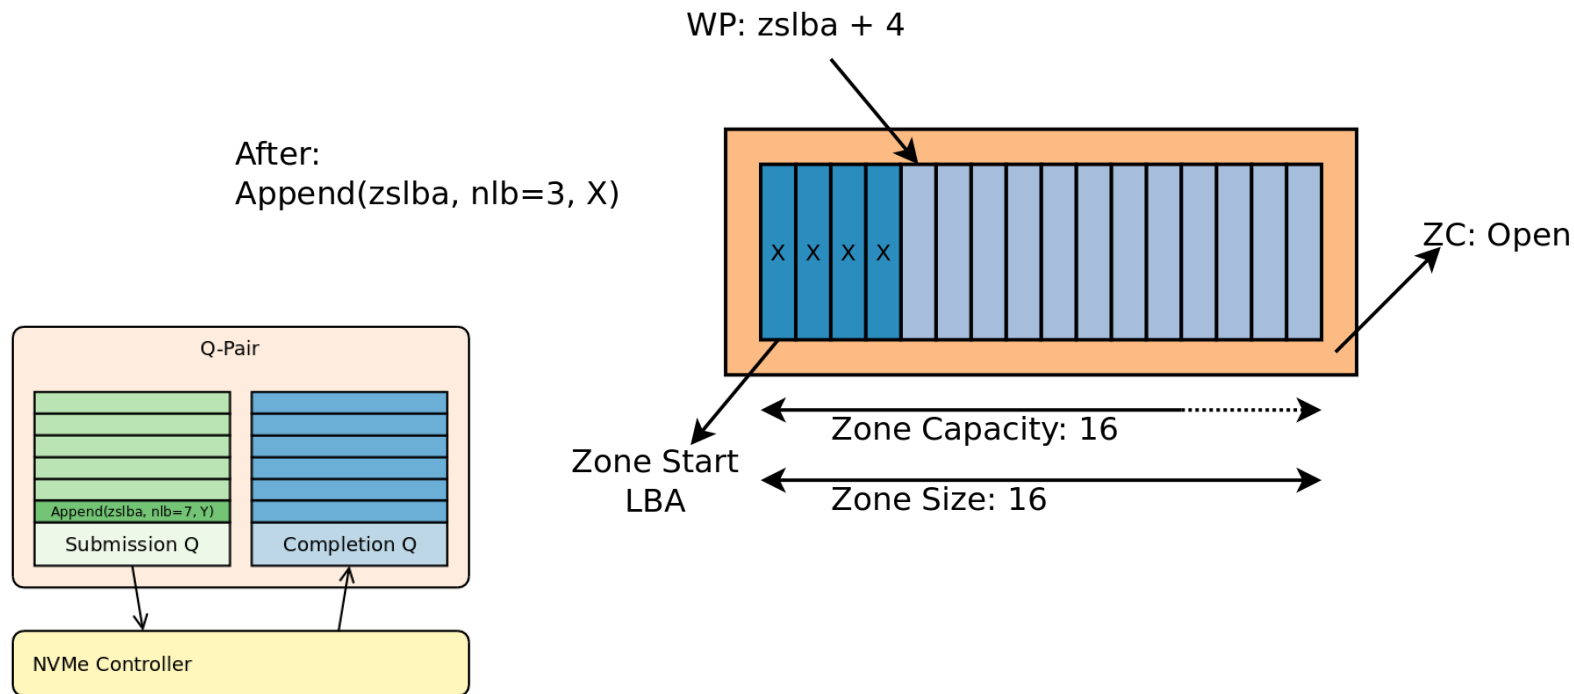 WP: zslba + 4
After:
Append(zslba, nlb=3, X)
X X X X
ZC: Open
Zone Capacity: 16
Zone Start
LBA
Zone Size: 16
Q-Pair
Append(zslba, nlb=7, Y)
Submission Q
Completion Q
NVMe Controller